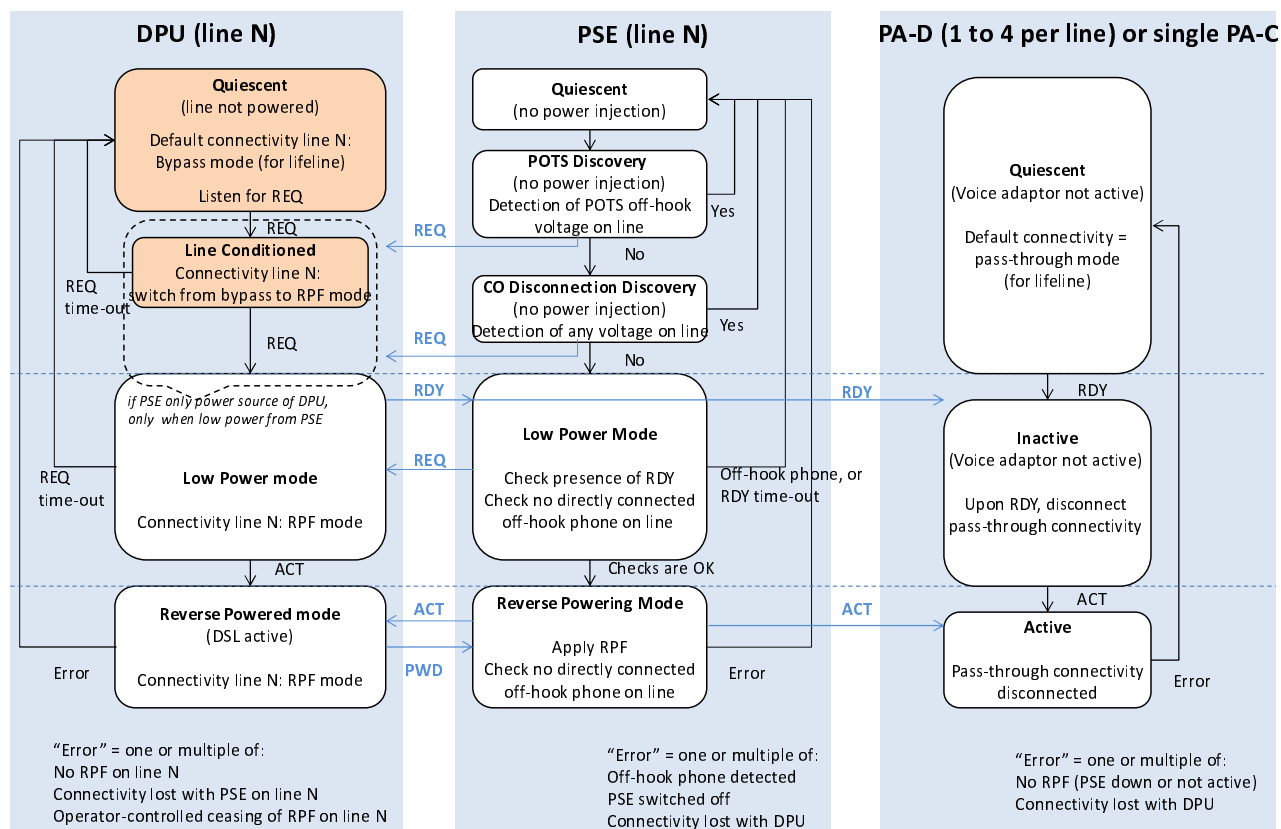 DPU (line N)
Quiescent
(line not powered)
Default connectivity line N:
Bypass mode (for lifeline)
Listen for REQ
REQ
Line Conditioned
Connectivity line N:
switch from bypass to RPF mode
REQ
time-out
REQ
if PSE only power source of DPU,
only when low power from PSE
Low Power mode
Connectivity line N: RPF mode
REQ
time-out
ACT
Reverse Powered mode
(DSL active)
Connectivity line N: RPF mode
Error
“Error” = one or multiple of:
No RPF on line N
Connectivity lost with PSE on line N
Operator-controlled ceasing of RPF on line N
REQ
REQ
RDY
REQ
ACT
PWD
PSE (line N)
Quiescent
(no power injection)
POTS Discovery
(no power injection)
Detection of POTS off-hook
voltage on line
Yes
No
CO Disconnection Discovery
(no power injection)
Detection of any voltage on line
Yes
No
Low Power Mode
Check presence of RDY
Check no directly connected
off-hook phone on line
Off-hook phone, or
RDY time-out
Checks are OK
Reverse Powering Mode
Apply RPF
Check no directly connected
off-hook phone on line
Error
“Error” = one or multiple of:
Off-hook phone detected
PSE switched off
Connectivity lost with DPU
RDY
ACT
PA-D (1 to 4 per line) or single PA-C
Quiescent
(Voice adaptor not active)
Default connectivity =
pass-through mode
(for lifeline)
RDY
Inactive
(Voice adaptor not active)
Upon RDY, disconnect
pass-through connectivity
ACT
Active
Pass-through connectivity
disconnected
Error
“Error” = one or multiple of:
No RPF (PSE down or not active)
Connectivity lost with DPU